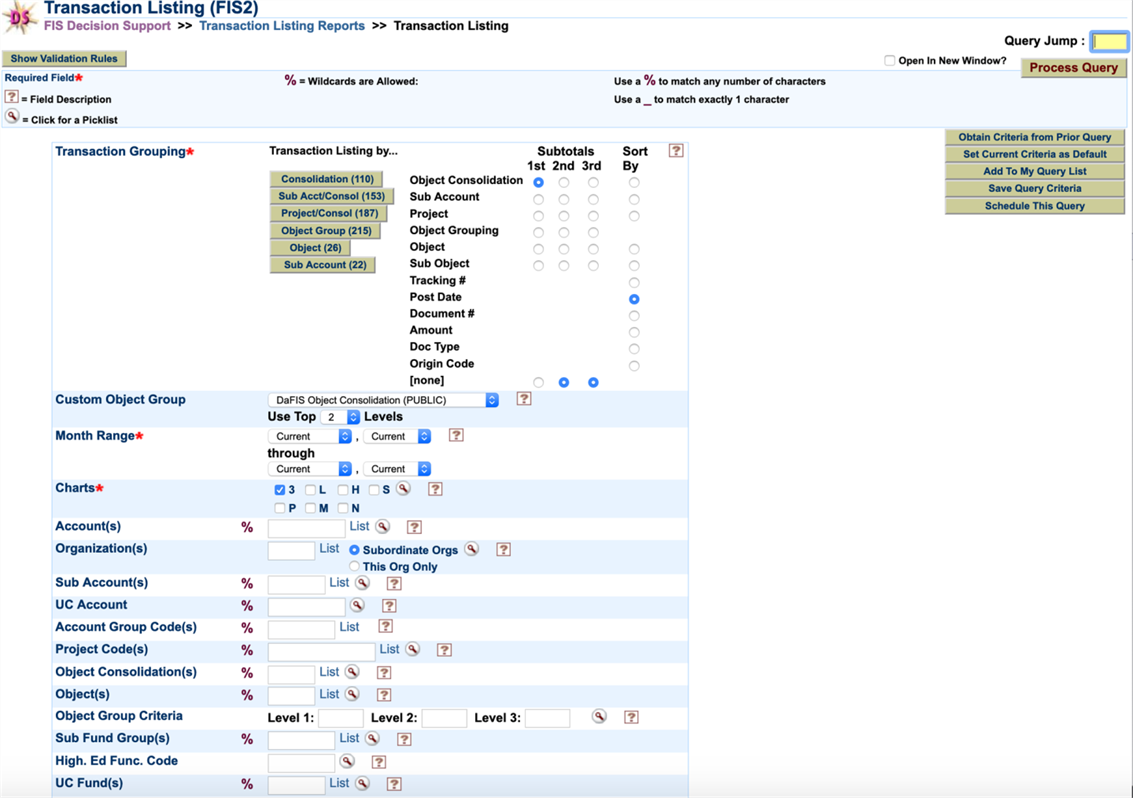 Transaction Listing (FIS2)
DS
FIS Decision Support >> Transaction Listing Reports >> Transaction Listing
Query Jump :
Show Validation Rules
Open In New Window?
Process Query
Required Field*
% = Wildcards are Allowed:
Use a % to match any number of characters
? = Field Description
Use a _ to match exactly 1 character
= Click for a Picklist
Obtain Criteria from Prior Query
Set Current Criteria as Default
Add To My Query List
Save Query Criteria
Schedule This Query
Transaction Grouping*
Transaction Listing by...
Subtotals
Sort
?
1st 2nd 3rd
By
Consolidation (110)
Sub Acct/Consol (153)
Project/Consol (187)
Object Group (215)
Object (26)
Sub Account (22)
Object Consolidation
Sub Account
Project
Object Grouping
Object
Sub Object
Tracking #
Post Date
Document #
Amount
Doc Type
Origin Code
[none]
Custom Object Group
DaFIS Object Consolidation (PUBLIC)
?
Use Top 2 Levels
Month Range*
Current , Current ?
through
Current , Current
Charts*
3 L H S ?
P M N
Account(s) % List ?
Organization(s) List Subordinate Orgs ?
This Org Only
Sub Account(s) % List ?
UC Account % ?
Account Group Code(s) % List ?
Project Code(s) % List ?
Object Consolidation(s) % List ?
Object(s) % List ?
Object Group Criteria Level 1: Level 2: Level 3: ?
Sub Fund Group(s) % List ?
High. Ed Func. Code ?
UC Fund(s) % List ?